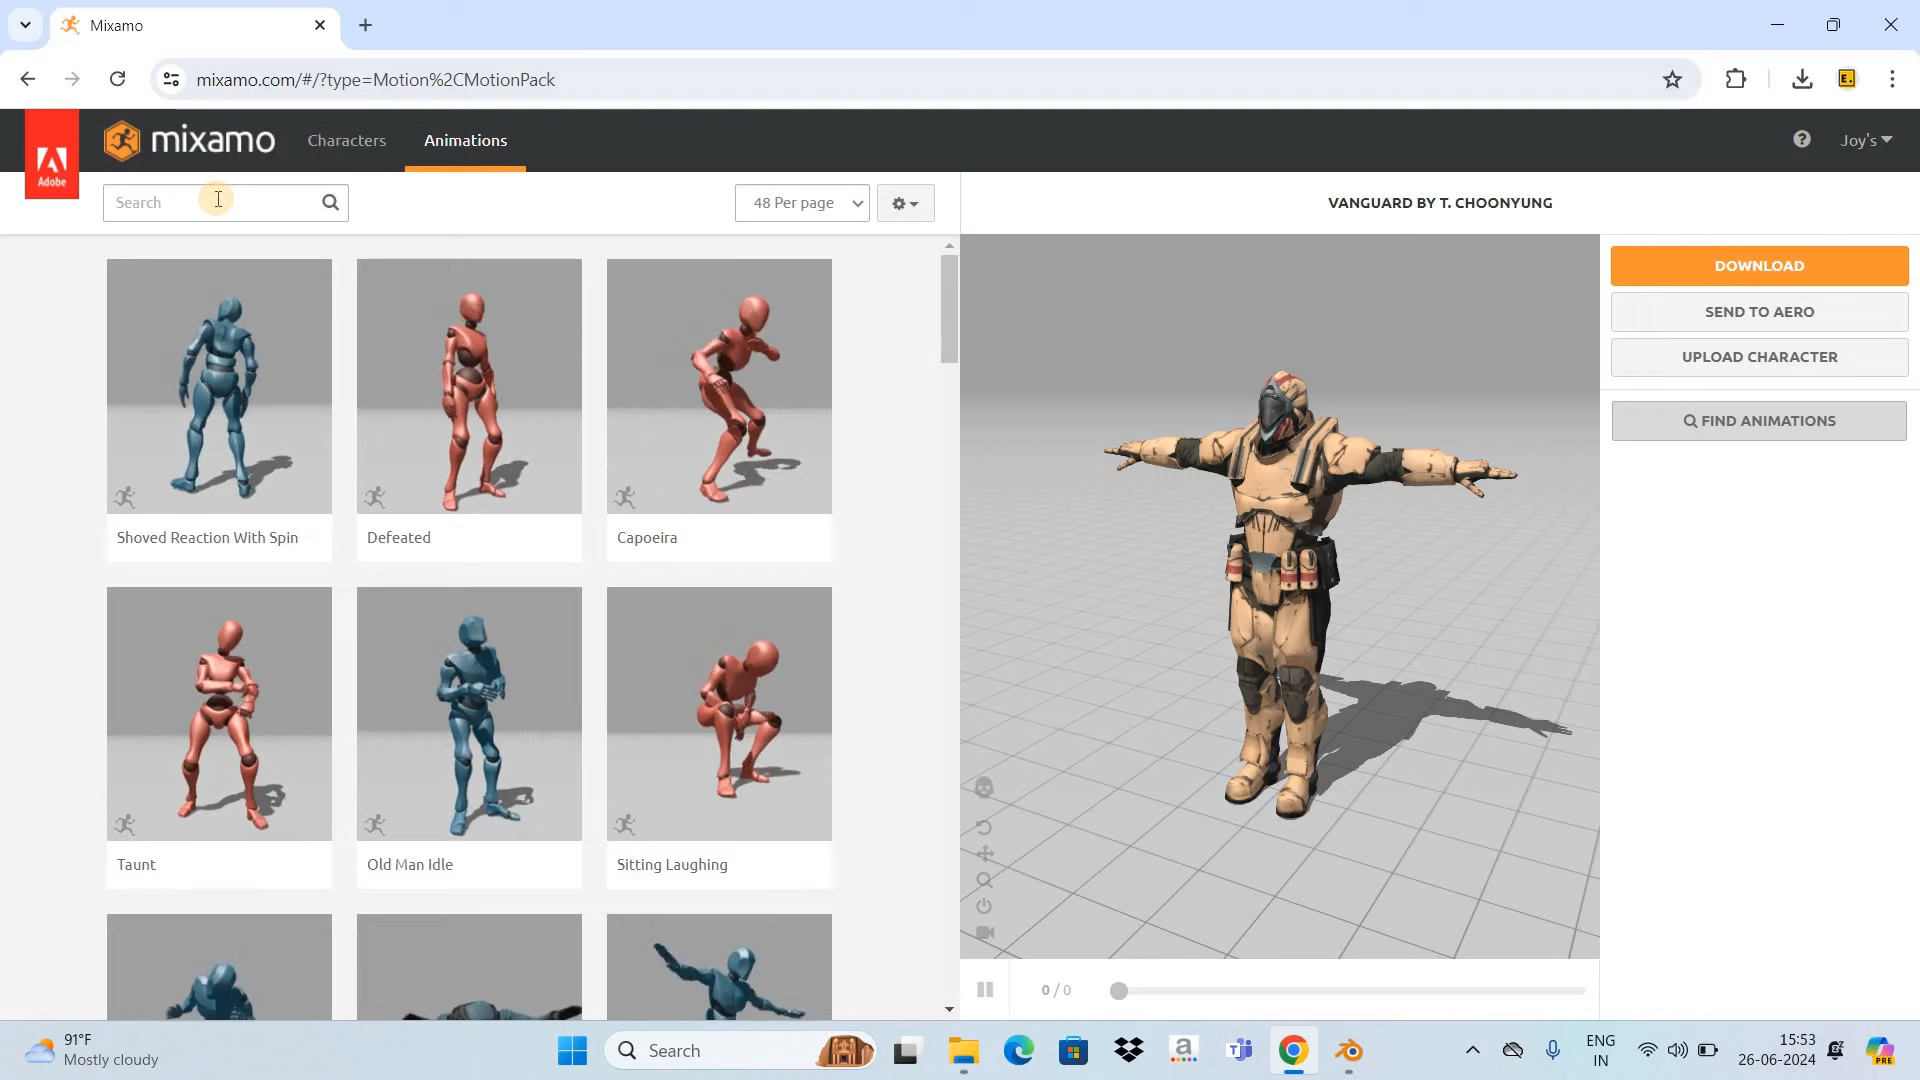 Mixamo
mixamo.com/#/?type=Motion%2CMotionPack
E.
Adobe
mixamo
Characters
Animations
Joy's
Search
48 Per page
VANGUARD BY T. CHOONYUNG
DOWNLOAD
SEND TO AERO
UPLOAD CHARACTER
FIND ANIMATIONS
Shoved Reaction With Spin
Defeated
Capoeira
Taunt
Old Man Idle
Sitting Laughing
0 / 0
91°F
Mostly cloudy
Search
a
ENG
IN
15:53
26-06-2024
PRE